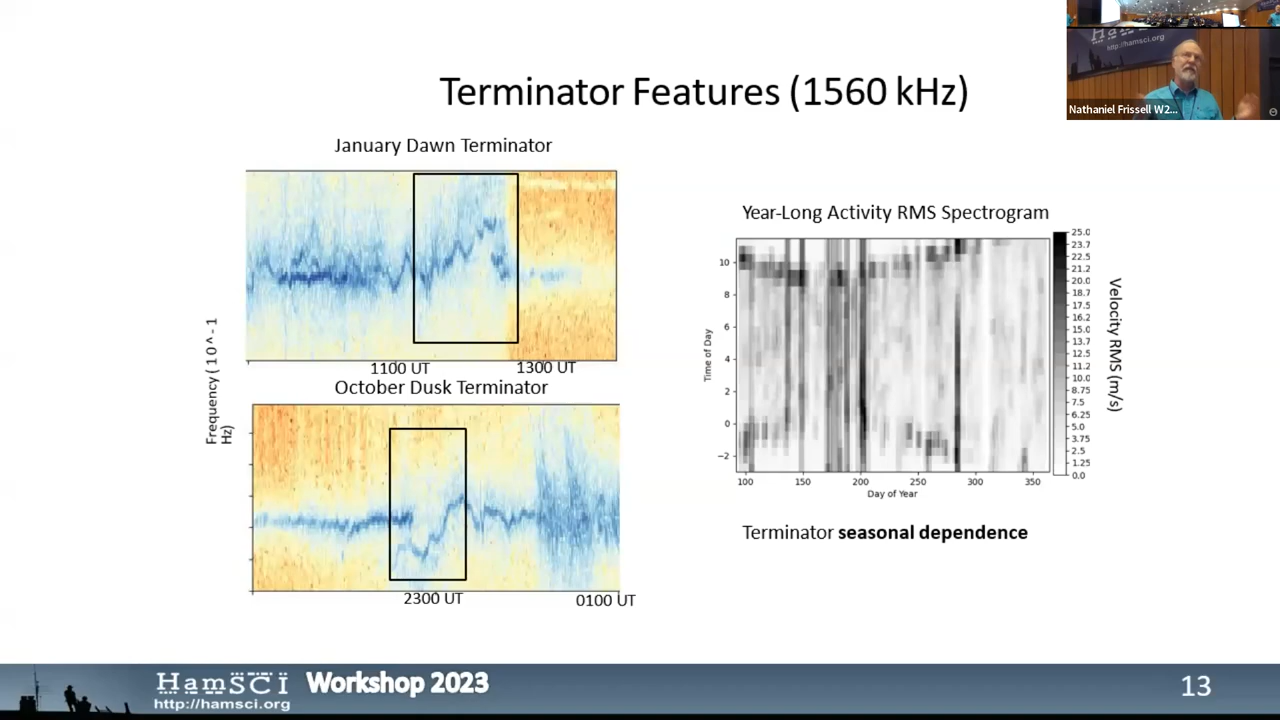 Terminator Features (1560 kHz)
January Dawn Terminator
1100 UT
1300 UT
October Dusk Terminator
Frequency ( 10^ - 1
Hz)
2300 UT
0100 UT
Year-Long Activity RMS Spectrogram
10
8
6
4
2
0
−2
Time of Day
100
150
200
250
300
350
Day of Year
25.0
23.7
22.5
21.2
20.0
18.7
17.5
16.2
15.0
13.7
12.5
11.2
10.0
8.75
7.5
6.25
5.0
3.75
2.5
1.25
0.0
Velocity RMS (m/s)
Terminator seasonal dependence
http://hamsci.org
Nathaniel Frissell W2...
HamSCI
http://hamsci.org
Workshop 2023
13